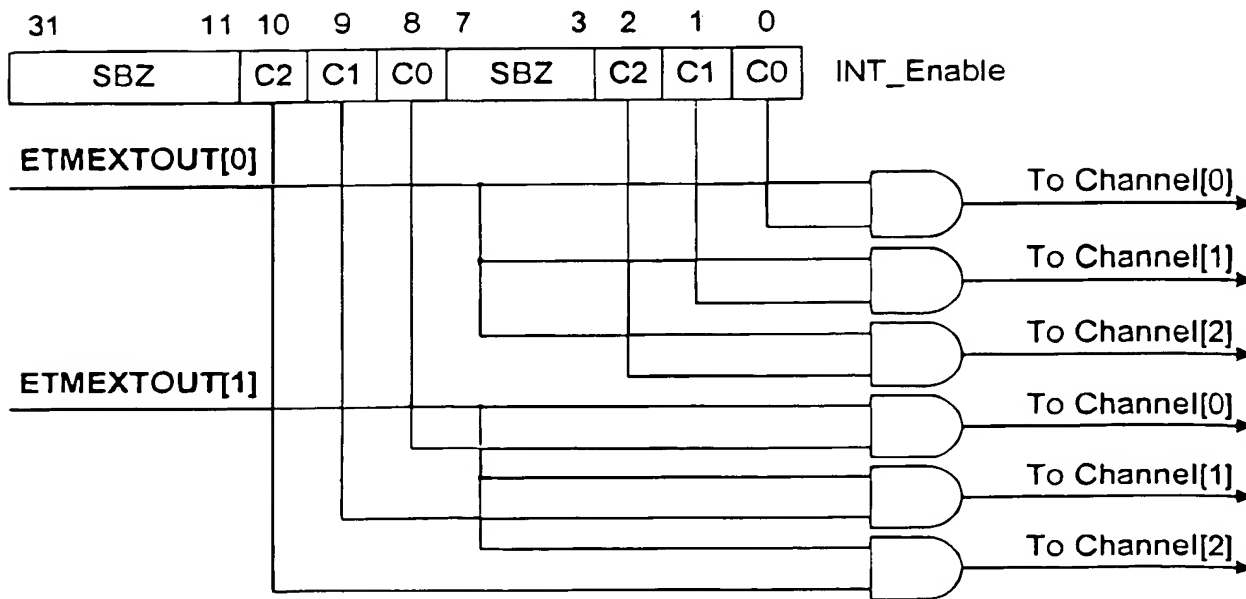 31 11 10 9 8 7 3 2 1 0
SBZ C2 C1 C0 SBZ C2 C1 C0 INT_Enable
ETMEXTOUT[0]
To Channel[0]
To Channel[1]
To Channel[2]
ETMEXTOUT[1]
To Channel[0]
To Channel[1]
To Channel[2]